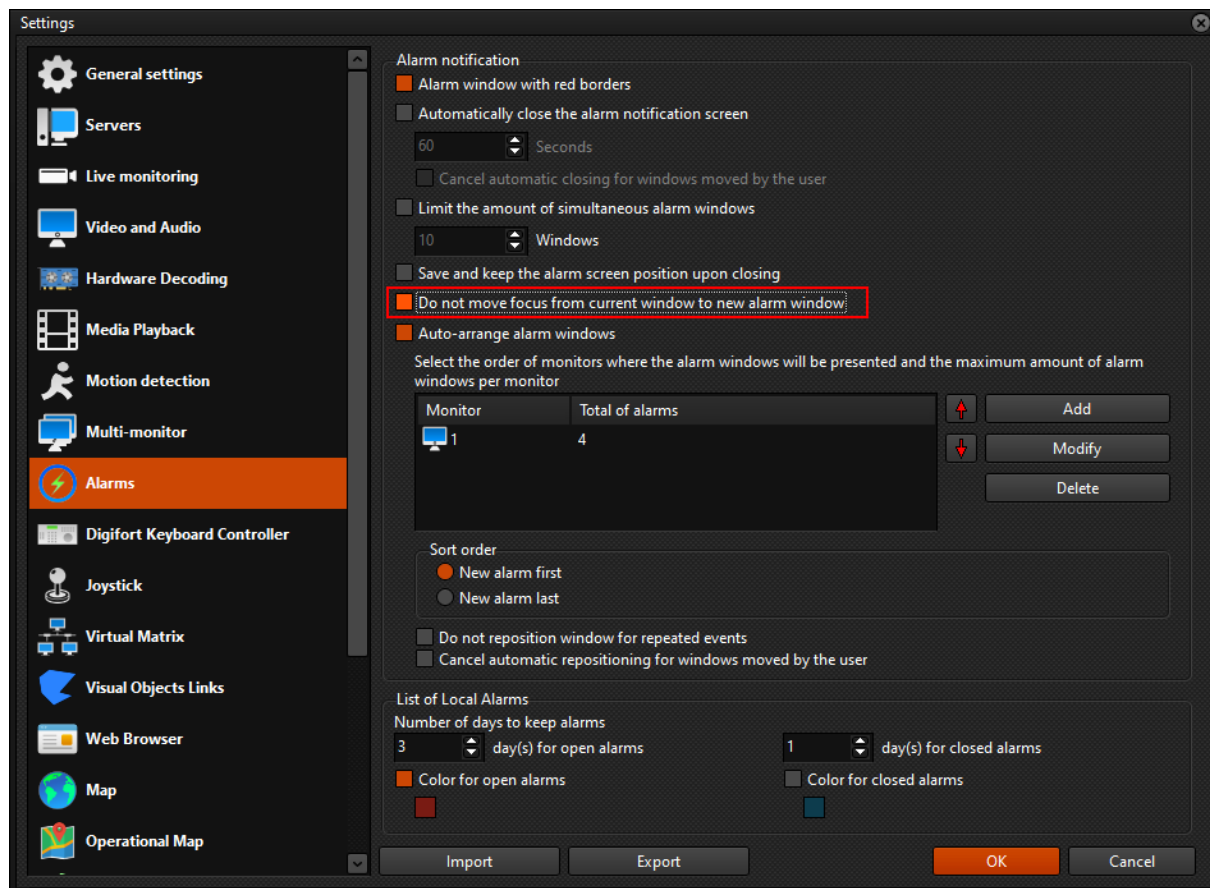 Settings
General settings
Servers
Live monitoring
Video and Audio
Hardware Decoding
Media Playback
Motion detection
Multi-monitor
Alarms
Digifort Keyboard Controller
Joystick
Virtual Matrix
Visual Objects Links
Web Browser
Map
Operational Map
Alarm notification
Alarm window with red borders
Automatically close the alarm notification screen
60 Seconds
Cancel automatic closing for windows moved by the user
Limit the amount of simultaneous alarm windows
10 Windows
Save and keep the alarm screen position upon closing
Do not move focus from current window to new alarm window
Auto-arrange alarm windows
Select the order of monitors where the alarm windows will be presented and the maximum amount of alarm
windows per monitor
Monitor Total of alarms
1 4
Add
Modify
Delete
Sort order
New alarm first
New alarm last
Do not reposition window for repeated events
Cancel automatic repositioning for windows moved by the user
List of Local Alarms
Number of days to keep alarms
3 day(s) for open alarms 1 day(s) for closed alarms
Color for open alarms Color for closed alarms
Import Export OK Cancel